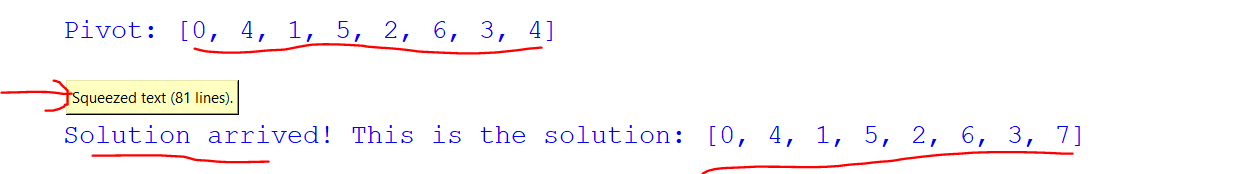 Pivot: [0, 4, 1, 5, 2, 6, 3, 4]
Squeezed text (81 lines).
Solution arrived! This is the solution: [0, 4, 1, 5, 2, 6, 3, 7]